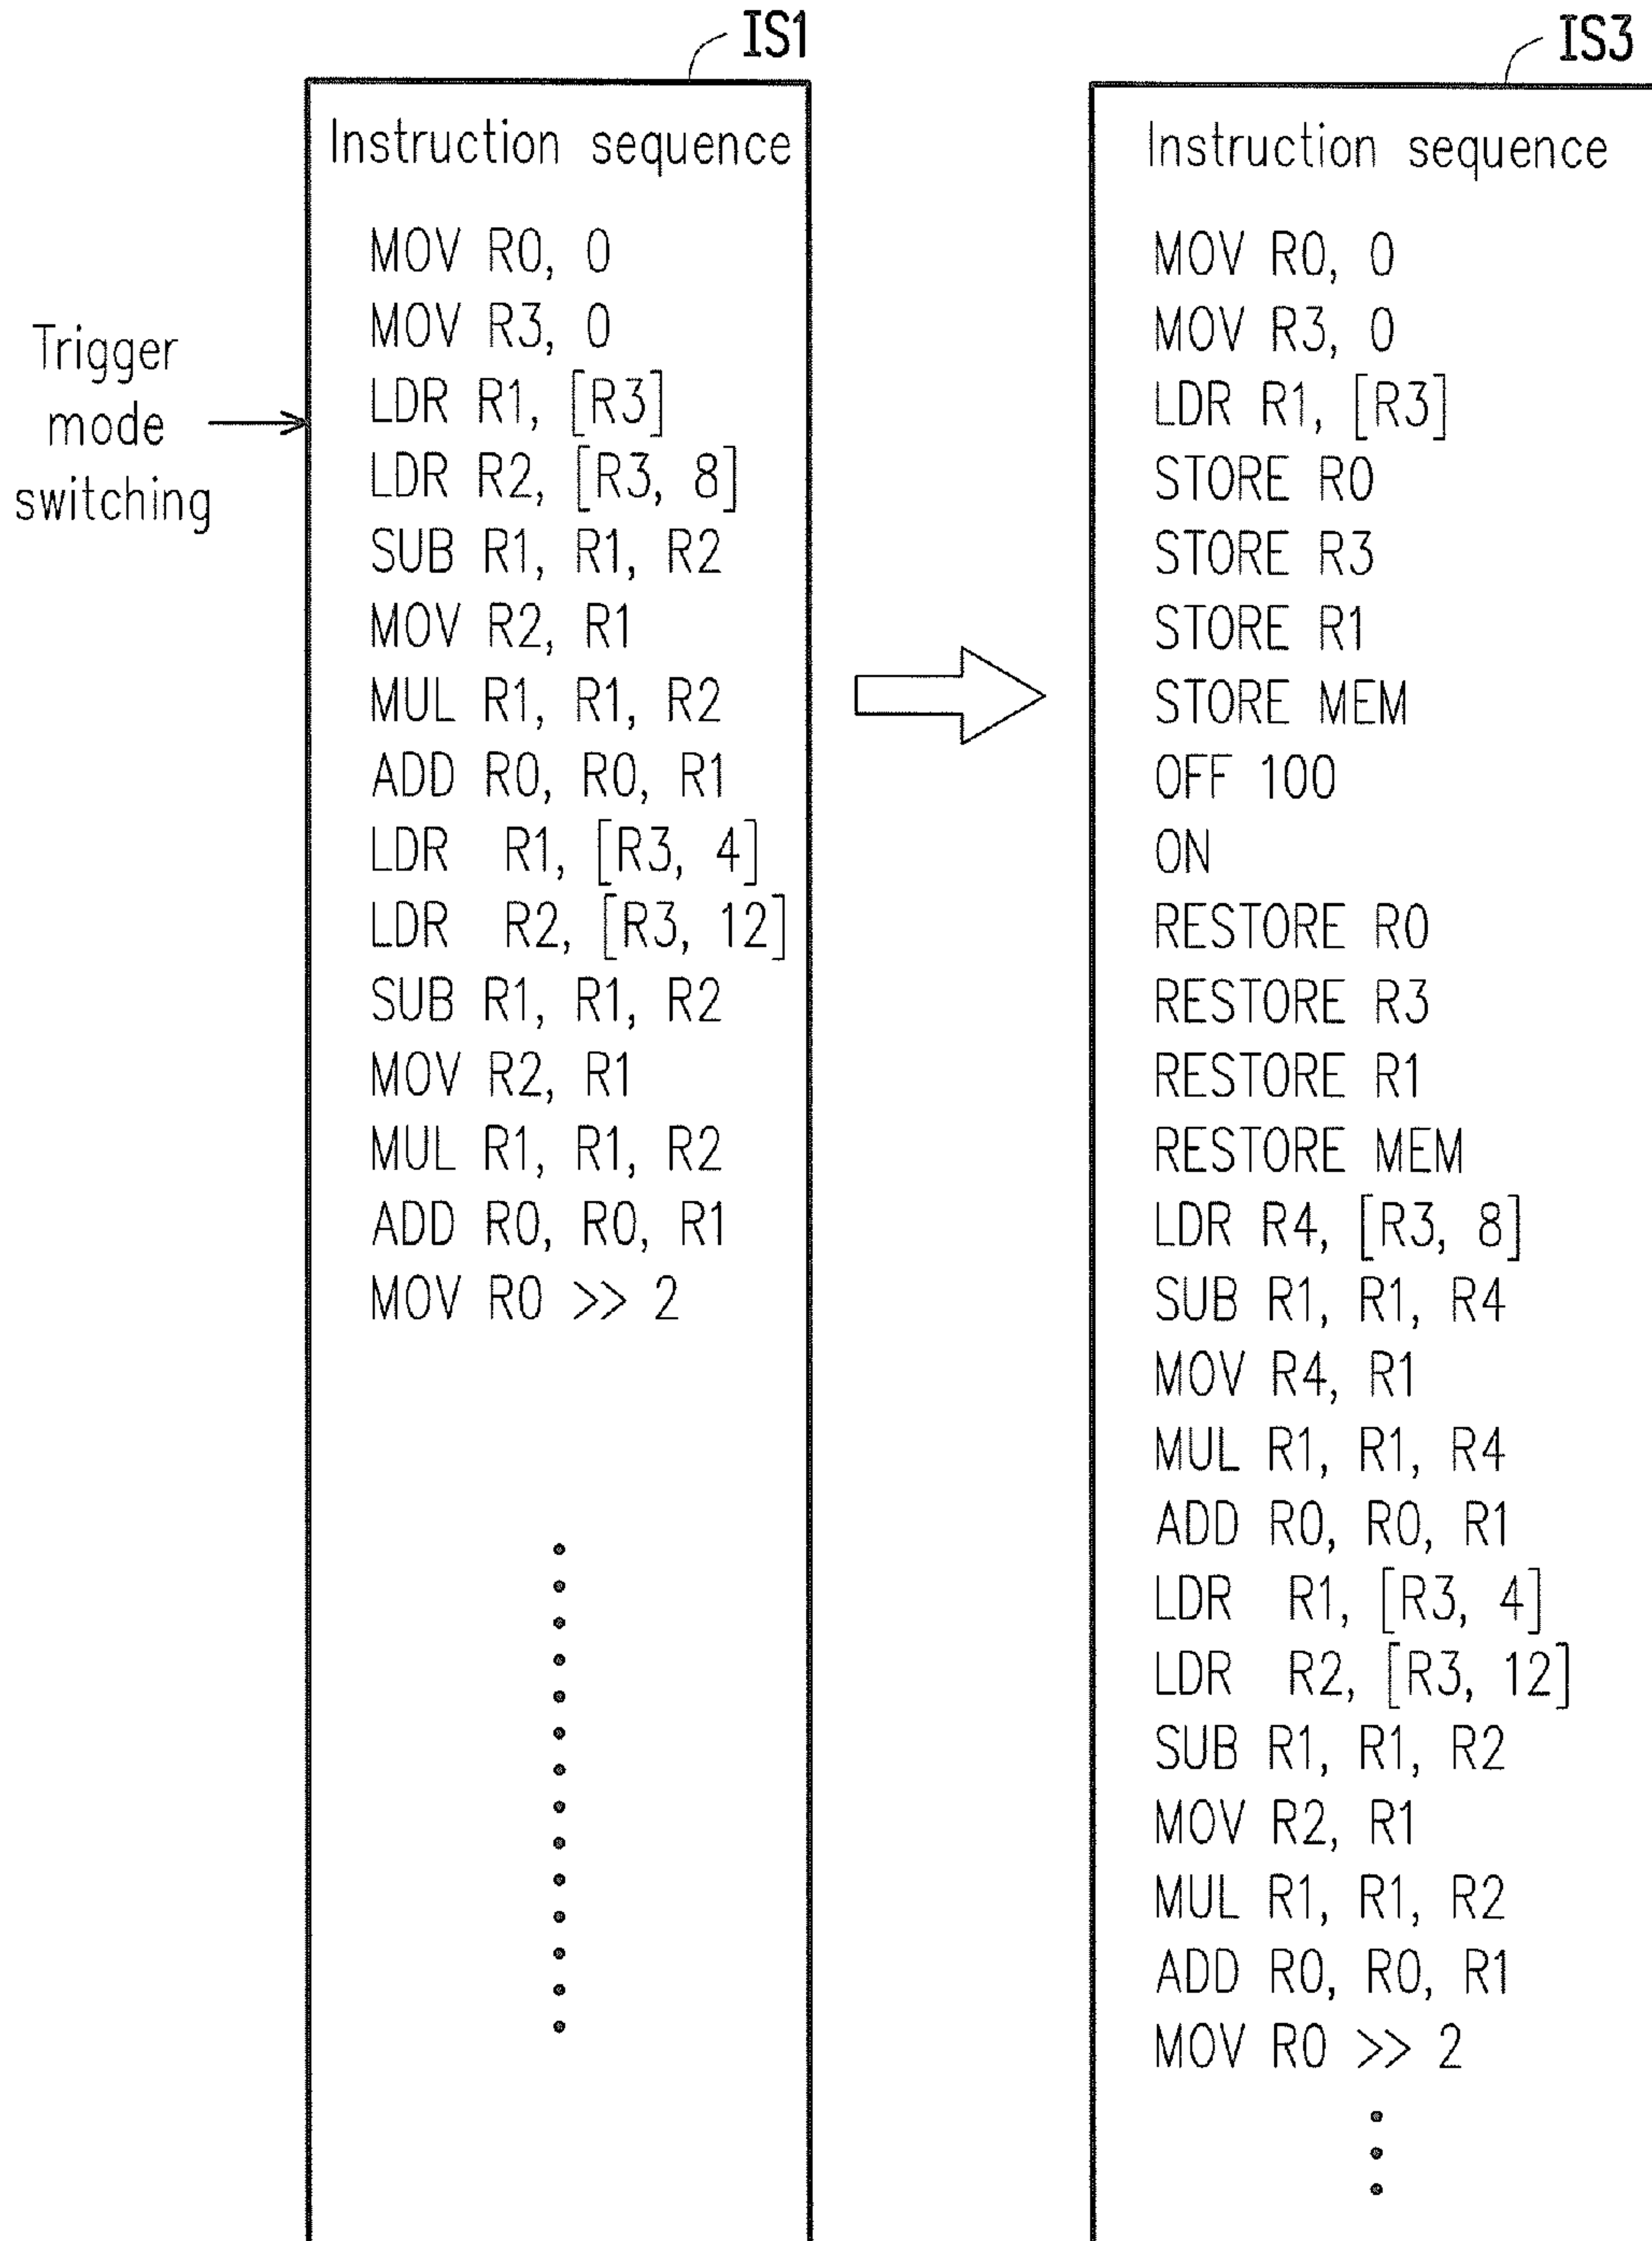 IS1
Instruction sequence
MOV R0, 0
MOV R3, 0
LDR R1, [R3]
LDR R2, [R3, 8]
SUB R1, R1, R2
MOV R2, R1
MUL R1, R1, R2
ADD R0, R0, R1
LDR R1, [R3, 4]
LDR R2, [R3, 12]
SUB R1, R1, R2
MOV R2, R1
MUL R1, R1, R2
ADD R0, R0, R1
MOV R0 >> 2
Trigger
mode
switching
IS3
Instruction sequence
MOV R0, 0
MOV R3, 0
LDR R1, [R3]
STORE R0
STORE R3
STORE R1
STORE MEM
OFF 100
ON
RESTORE R0
RESTORE R3
RESTORE R1
RESTORE MEM
LDR R4, [R3, 8]
SUB R1, R1, R4
MOV R4, R1
MUL R1, R1, R4
ADD R0, R0, R1
LDR R1, [R3, 4]
LDR R2, [R3, 12]
SUB R1, R1, R2
MOV R2, R1
MUL R1, R1, R2
ADD R0, R0, R1
MOV R0 >> 2